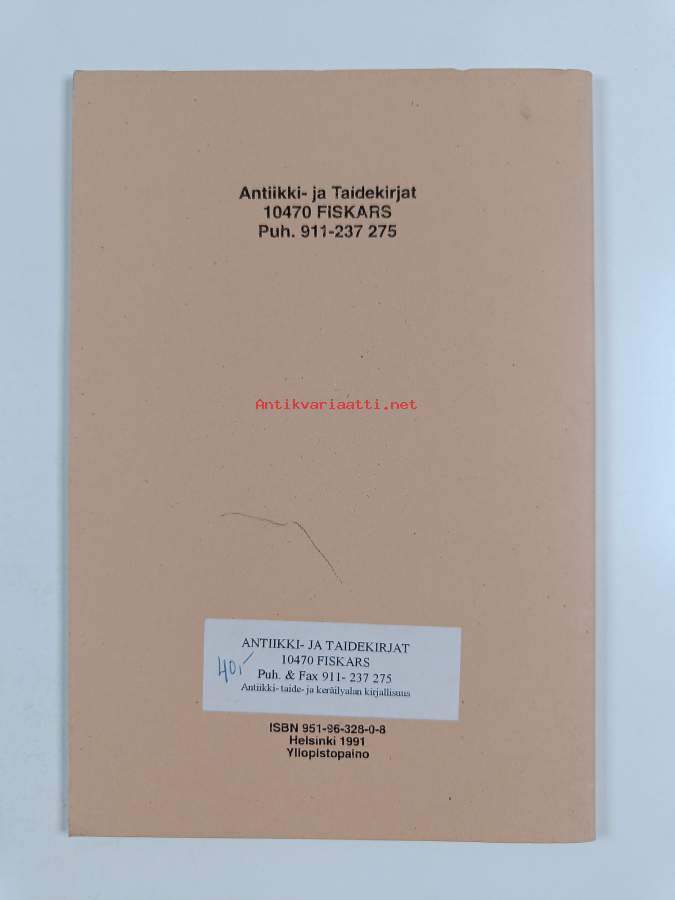 Antiikki- ja Taidekirjat
10470 FISKARS
Puh. 911-237 275
Antikvariaatti.net
ANTIIKKI- JA TAIDEKIRJAT
10470 FISKARS
40,-
Puh. & Fax 911- 237 275
Antiikki- taide- ja keräilyalan kirjallisuus
ISBN 951-96-328-0-8
Helsinki 1991
Yliopistopaino